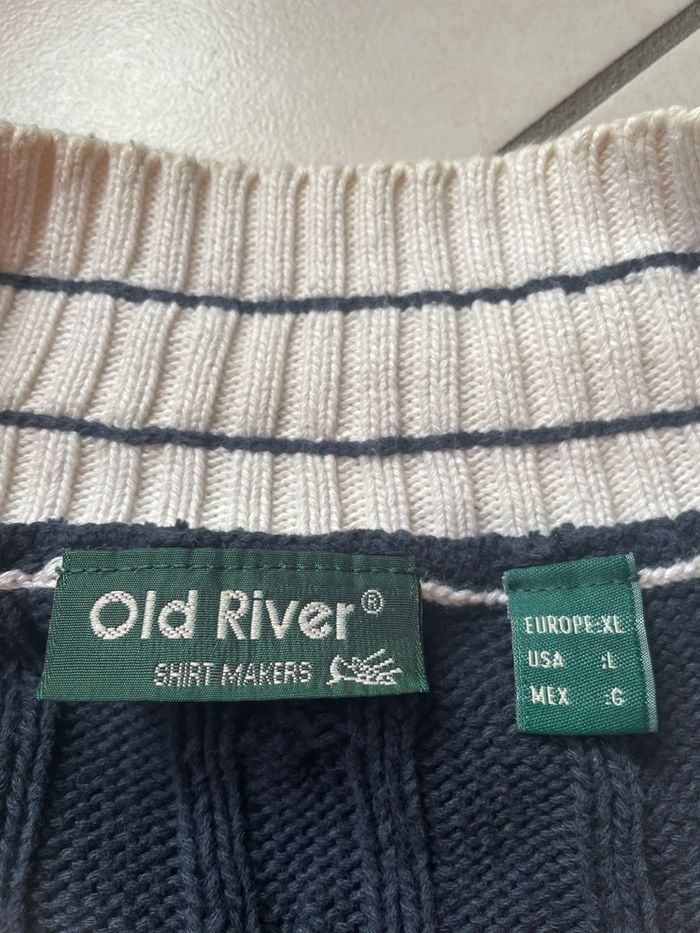 Old River®
SHIRT MAKERS
EUROPE:XL
USA :L
MEX :G